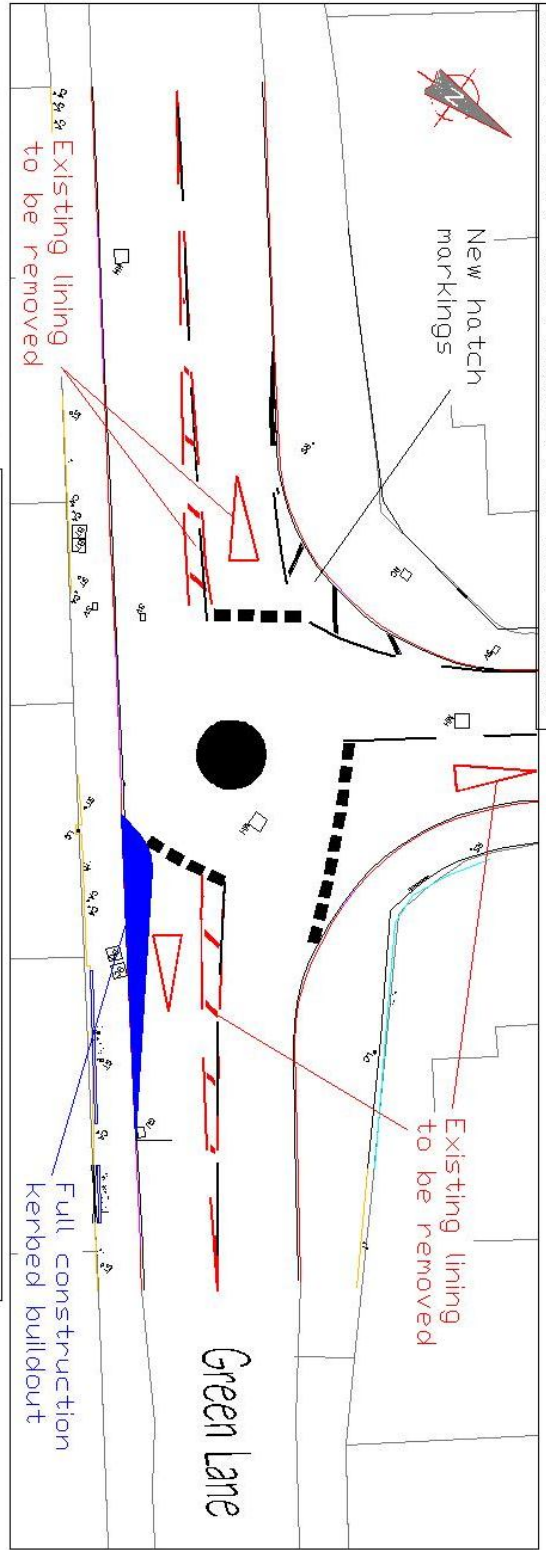 N
New hatch
markings
Existing lining
to be removed
Existing lining
to be removed
Full construction
kerbed buildout
Green Lane